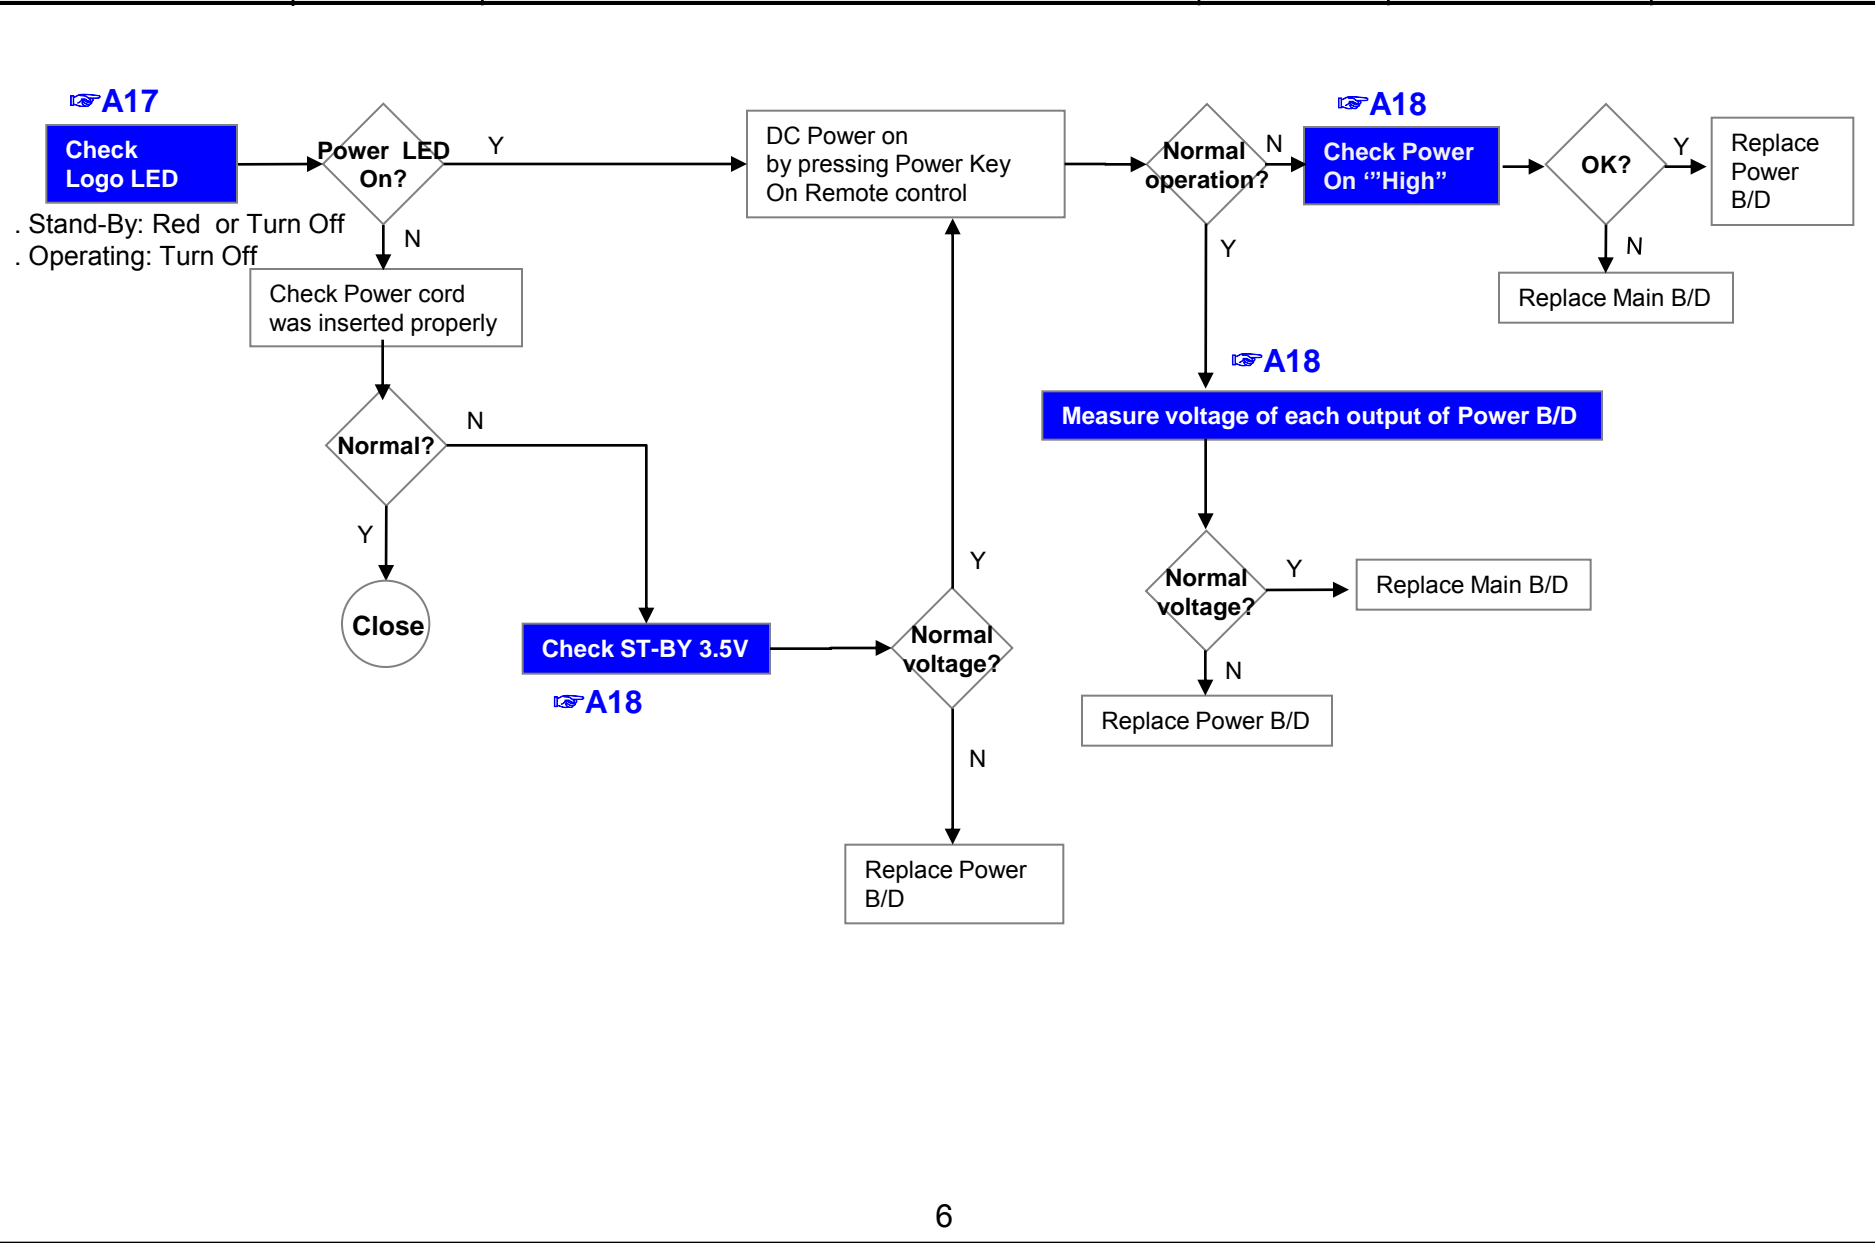 ☞A17
Check
Logo LED
. Stand-By: Red or Turn Off
. Operating: Turn Off
Power LED
On?
Y
N
Check Power cord
was inserted properly
Normal?
N
Y
Close
Check ST-BY 3.5V
☞A18
DC Power on
by pressing Power Key
On Remote control
Y
Normal
voltage?
N
Replace Power
B/D
Normal
operation?
N
Y
☞A18
Check Power
On ‘”High”
OK?
Y
Replace
Power
B/D
N
Replace Main B/D
☞A18
Measure voltage of each output of Power B/D
Normal
voltage?
Y
Replace Main B/D
N
Replace Power B/D
6